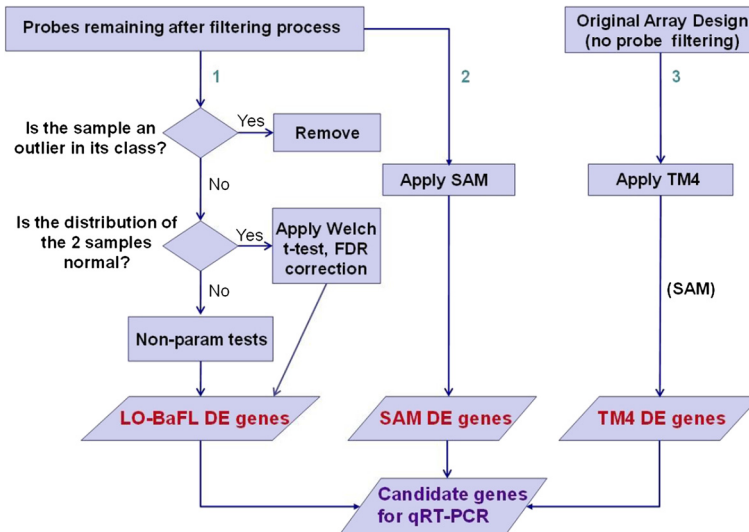 Probes remaining after filtering process
Original Array Design
(no probe filtering)
1
2
3
Is the sample an
outlier in its class?
Yes
Remove
No
Apply SAM
Apply TM4
Is the distribution of
the 2 samples
normal?
Yes
Apply Welch
t-test, FDR
correction
No
(SAM)
Non-param tests
LO-BaFL DE genes
SAM DE genes
TM4 DE genes
Candidate genes
for qRT-PCR